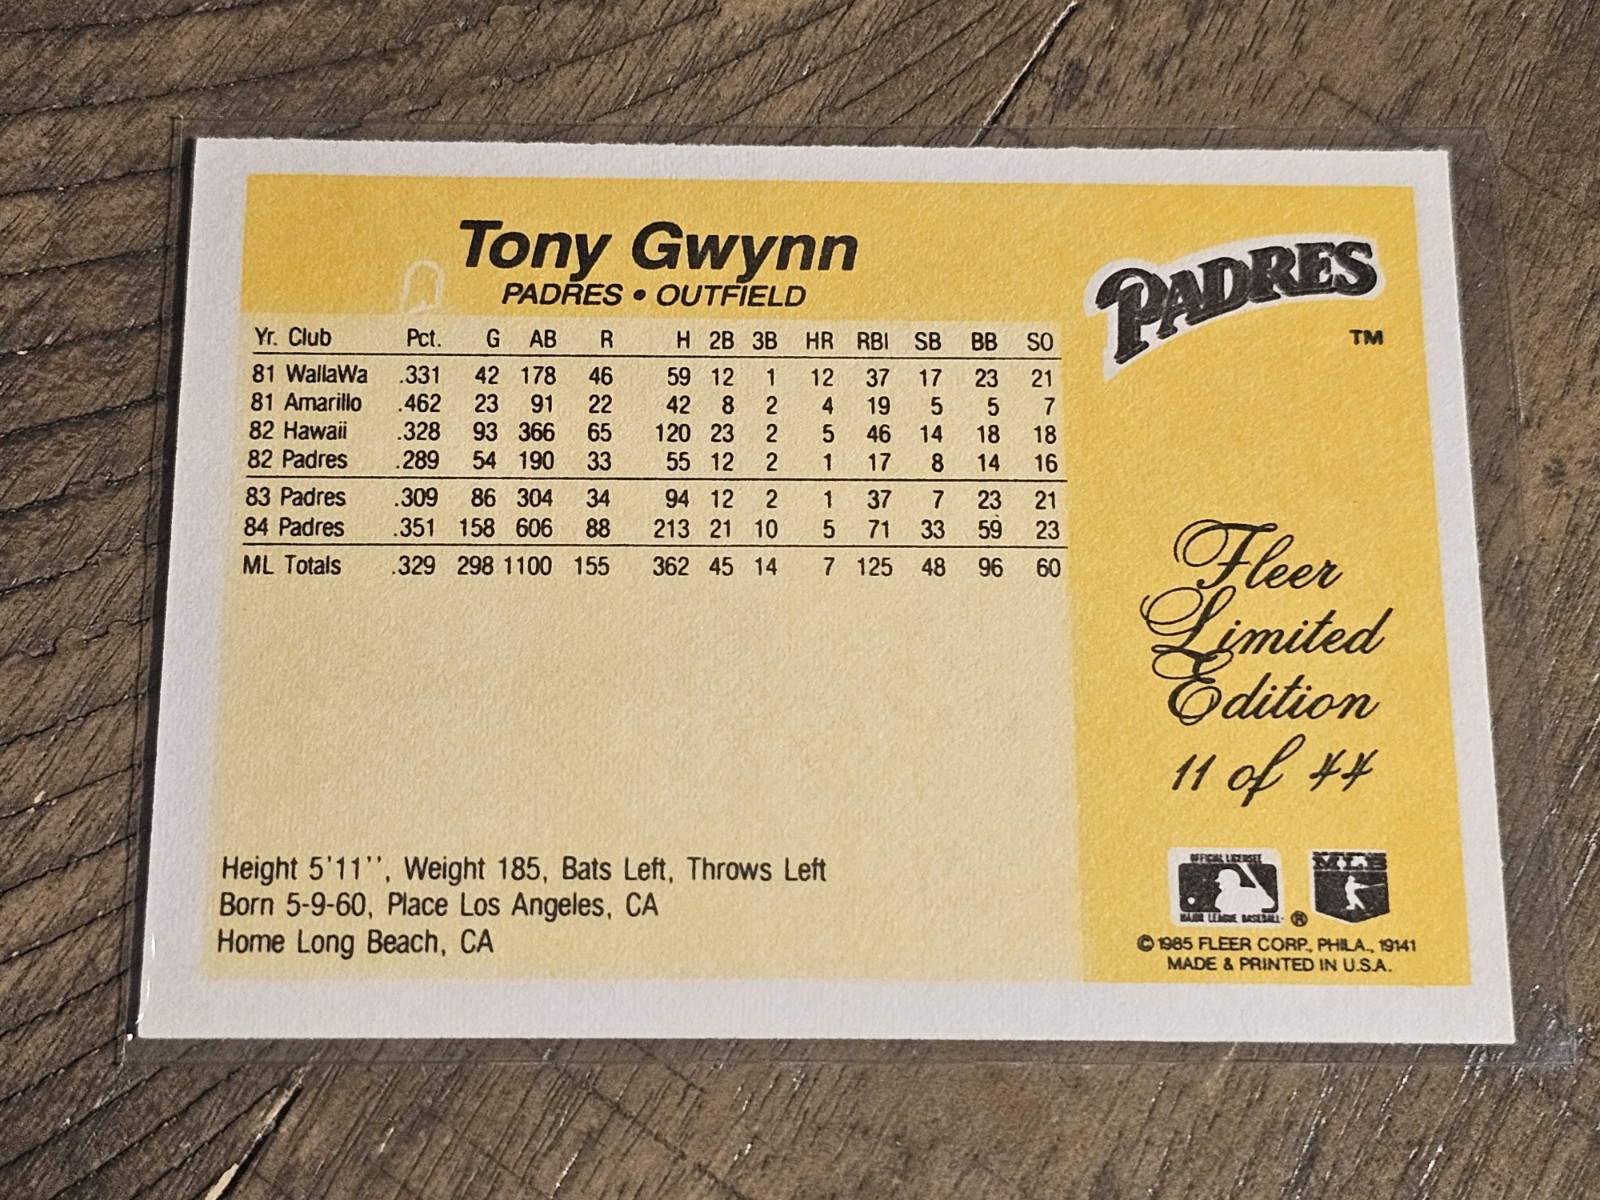 Tony Gwynn
PADRES • OUTFIELD
PADRES
TM
Yr. Club Pct. G AB R H 2B 3B HR RBI SB BB SO
81 WallaWa .331 42 178 46 59 12 1 12 37 17 23 21
81 Amarillo .462 23 91 22 42 8 2 4 19 5 5 7
82 Hawaii .328 93 366 65 120 23 2 5 46 14 18 18
82 Padres .289 54 190 33 55 12 2 1 17 8 14 16
83 Padres .309 86 304 34 94 12 2 1 37 7 23 21
84 Padres .351 158 606 88 213 21 10 5 71 33 59 23
ML Totals .329 298 1100 155 362 45 14 7 125 48 96 60
Height 5'11'', Weight 185, Bats Left, Throws Left
Born 5-9-60, Place Los Angeles, CA
Home Long Beach, CA
Fleer
Limited
Edition
11 of 44
OFFICIAL LICENSEE
MAJOR LEAGUE BASEBALL
®
MLB
© 1985 FLEER CORP., PHILA., 19141
MADE & PRINTED IN U.S.A.